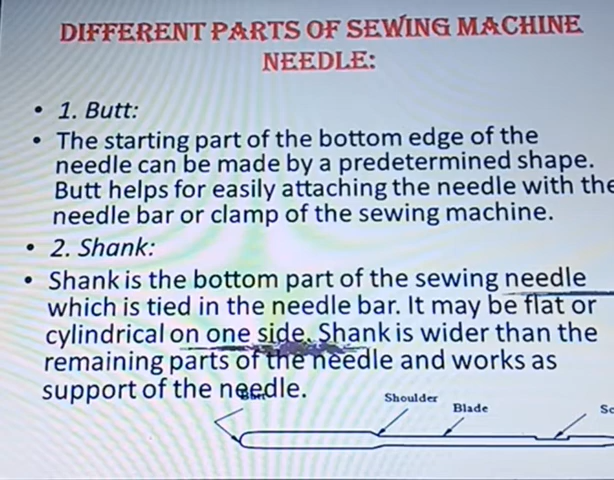 DIFFERENT PARTS OF SEWING MACHINE
NEEDLE:
• 1. Butt:
• The starting part of the bottom edge of the
needle can be made by a predetermined shape.
Butt helps for easily attaching the needle with the
needle bar or clamp of the sewing machine.
• 2. Shank:
• Shank is the bottom part of the sewing needle
which is tied in the needle bar. It may be flat or
cylindrical on one side. Shank is wider than the
remaining parts of the needle and works as
support of the needle.
Shoulder
Blade